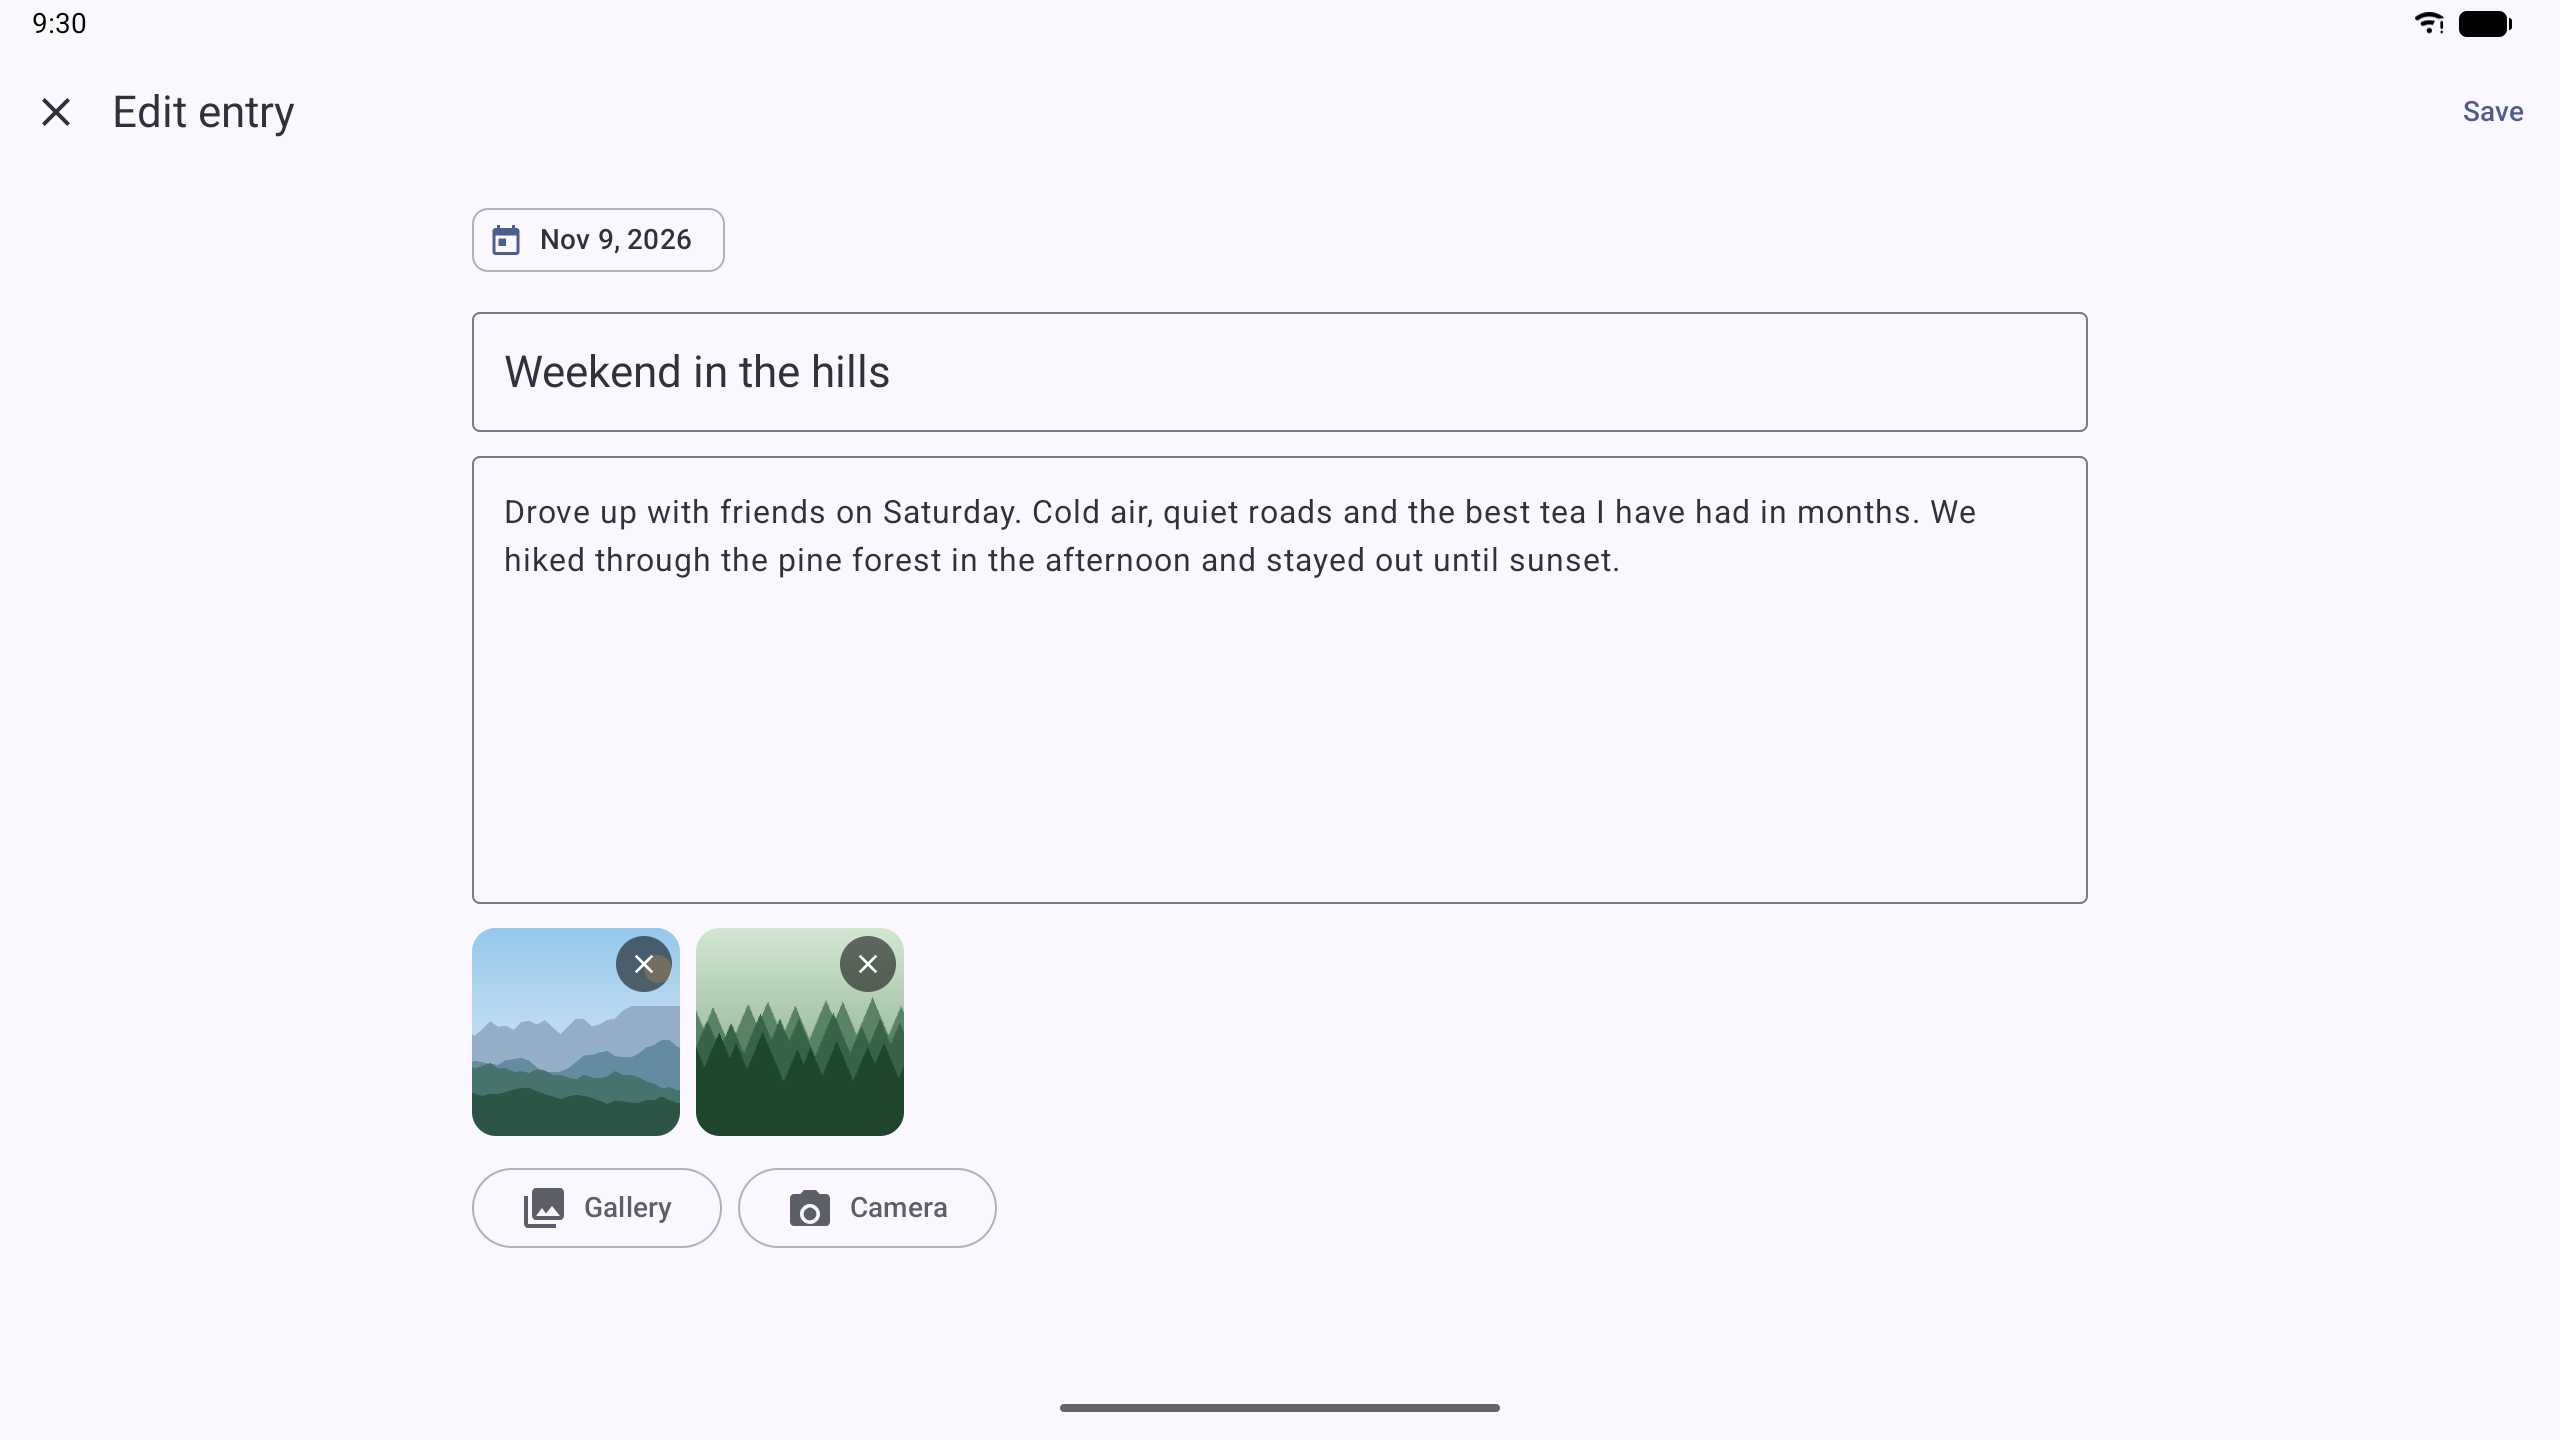 9:30
Edit entry
Save
Nov 9, 2026
Weekend in the hills
Drove up with friends on Saturday. Cold air, quiet roads and the best tea I have had in months. We
hiked through the pine forest in the afternoon and stayed out until sunset.
Gallery
Camera